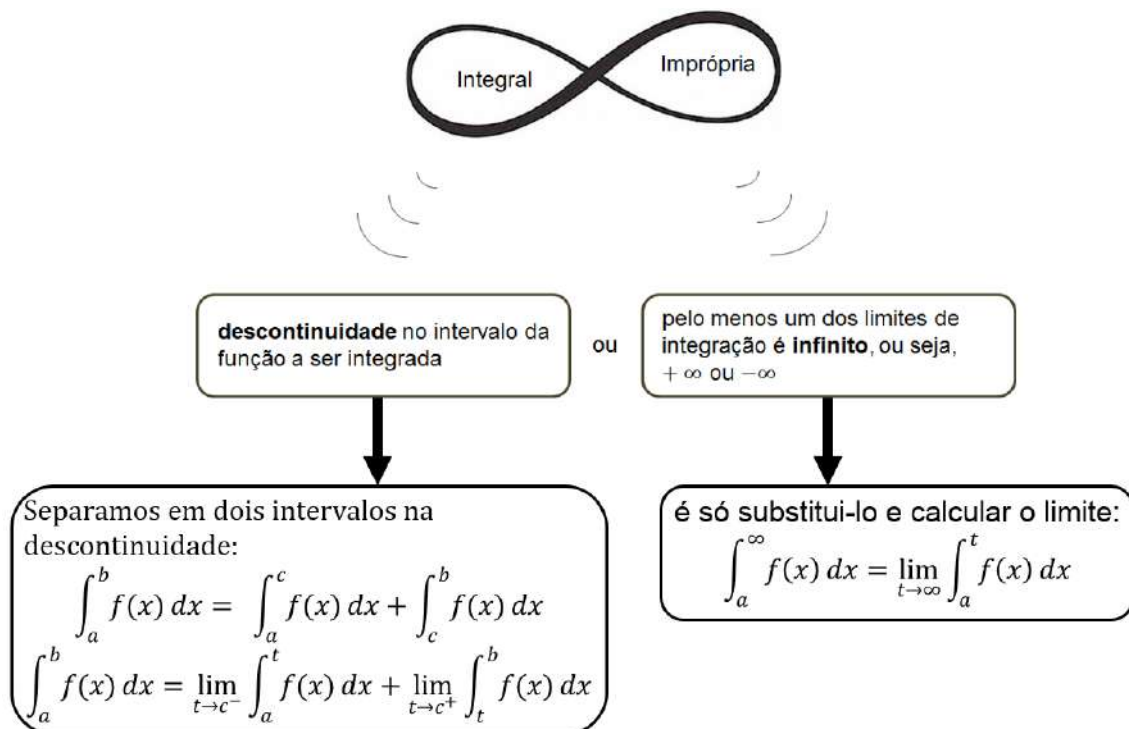 Integral
Imprópria
descontinuidade no intervalo da
função a ser integrada
ou
pelo menos um dos limites de
integração é infinito, ou seja,
+ ∞ ou −∞
Separamos em dois intervalos na
descontinuidade:
∫_a^b f(x) dx = ∫_a^c f(x) dx + ∫_c^b f(x) dx
∫_a^b f(x) dx = lim_{t→c⁻} ∫_a^t f(x) dx + lim_{t→c⁺} ∫_t^b f(x) dx
é só substitui-lo e calcular o limite:
∫_a^∞ f(x) dx = lim_{t→∞} ∫_a^t f(x) dx